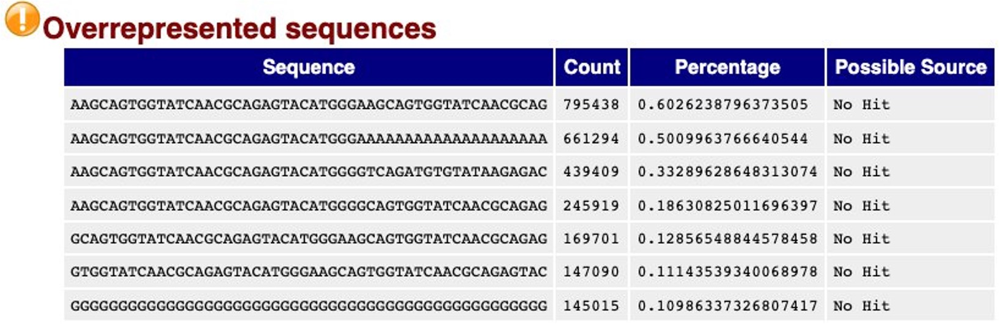 Overrepresented sequences
Sequence Count Percentage Possible Source
AAGCAGTGGTATCAACGCAGAGTACATGGGAAGCAGTGGTATCAACGCAG 795438 0.6026238796373505 No Hit
AAGCAGTGGTATCAACGCAGAGTACATGGGAAAAAAAAAAAAAAAAAAAA 661294 0.5009963766640544 No Hit
AAGCAGTGGTATCAACGCAGAGTACATGGGGTCAGATGTGTATAAGAGAC 439409 0.33289628648313074 No Hit
AAGCAGTGGTATCAACGCAGAGTACATGGGGCAGTGGTATCAACGCAGAG 245919 0.18630825011696397 No Hit
GCAGTGGTATCAACGCAGAGTACATGGGAAGCAGTGGTATCAACGCAGAG 169701 0.12856548844578458 No Hit
GTGGTATCAACGCAGAGTACATGGGAAGCAGTGGTATCAACGCAGAGTAC 147090 0.11143539340068978 No Hit
GGGGGGGGGGGGGGGGGGGGGGGGGGGGGGGGGGGGGGGGGGGGGGGGGG 145015 0.10986337326807417 No Hit